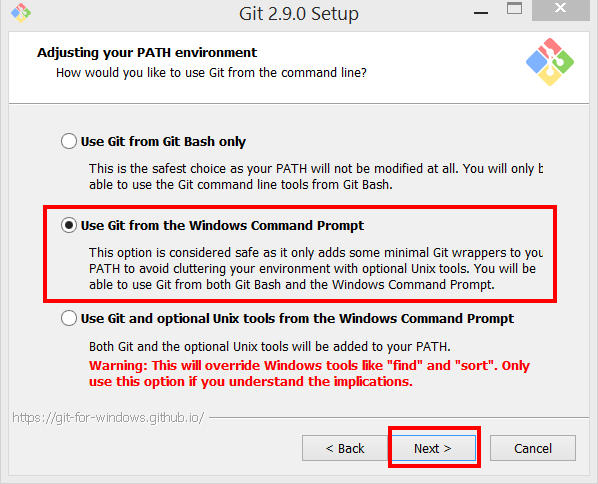 Git 2.9.0 Setup
Adjusting your PATH environment
How would you like to use Git from the command line?
Use Git from Git Bash only
This is the safest choice as your PATH will not be modified at all. You will only b
able to use the Git command line tools from Git Bash.
Use Git from the Windows Command Prompt
This option is considered safe as it only adds some minimal Git wrappers to you
PATH to avoid cluttering your environment with optional Unix tools. You will be
able to use Git from both Git Bash and the Windows Command Prompt.
Use Git and optional Unix tools from the Windows Command Prompt
Both Git and the optional Unix tools will be added to your PATH.
Warning: This will override Windows tools like "find" and "sort". Only
use this option if you understand the implications.
https://git-for-windows.github.io/
< Back Next > Cancel